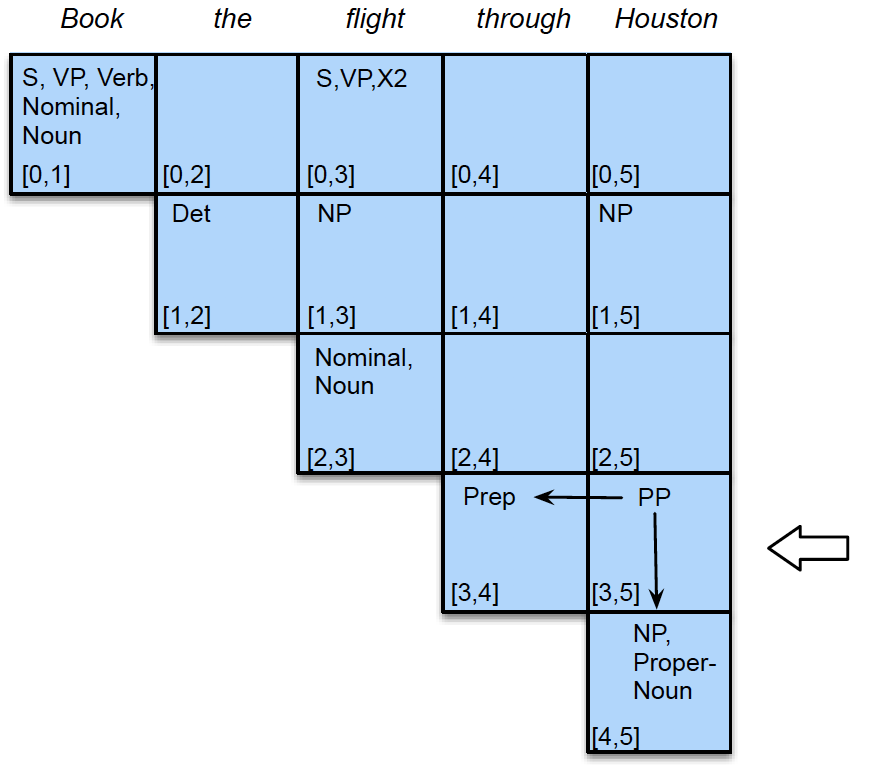 Book the flight through Houston
S, VP, Verb, S,VP,X2
Nominal,
Noun
[0,1] [0,2] [0,3] [0,4] [0,5]
Det NP NP
[1,2] [1,3] [1,4] [1,5]
Nominal,
Noun
[2,3] [2,4] [2,5]
Prep PP
[3,4] [3,5]
NP,
Proper-
Noun
[4,5]